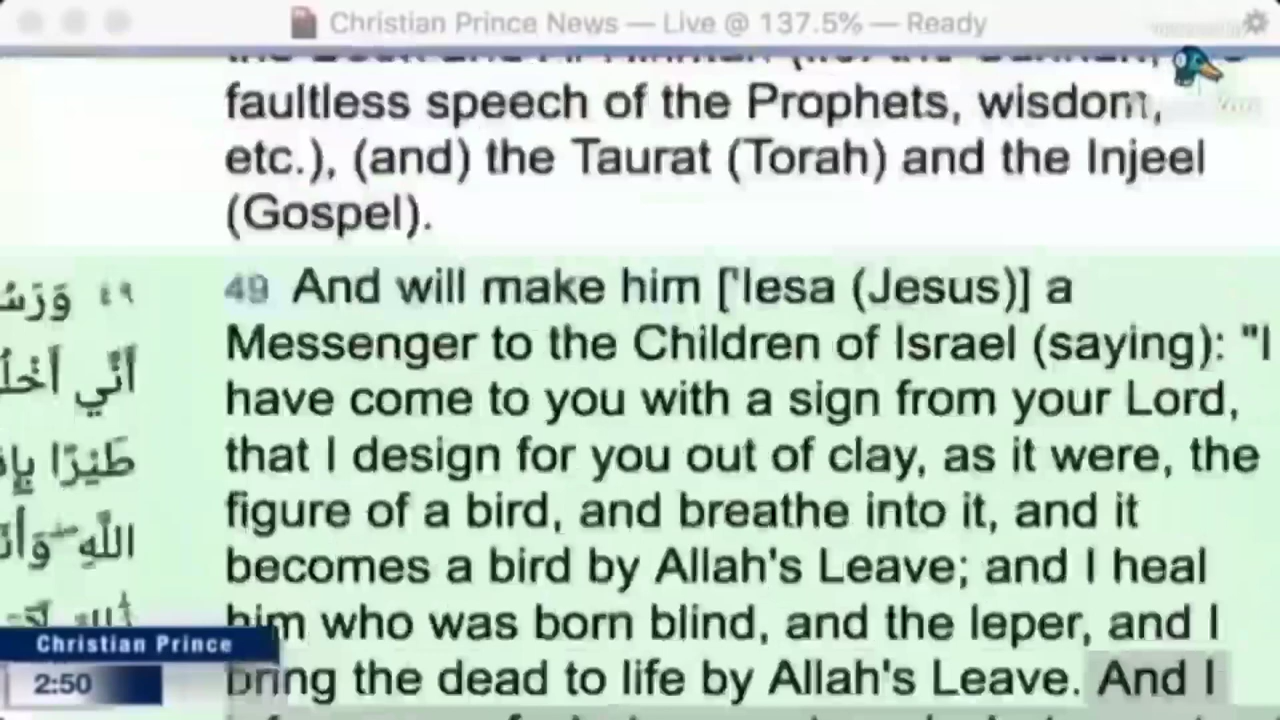 Christian Prince News — Live @ 137.5% — Ready
faultless speech of the Prophets, wisdom,
etc.), (and) the Taurat (Torah) and the Injeel
(Gospel).
49 And will make him ['Iesa (Jesus)] a
Messenger to the Children of Israel (saying): "I
have come to you with a sign from your Lord,
that I design for you out of clay, as it were, the
figure of a bird, and breathe into it, and it
becomes a bird by Allah's Leave; and I heal
him who was born blind, and the leper, and I
bring the dead to life by Allah's Leave. And I
٤٩
أَنِّي
طَيْرًا
اللَّهِ
Christian Prince
2:50